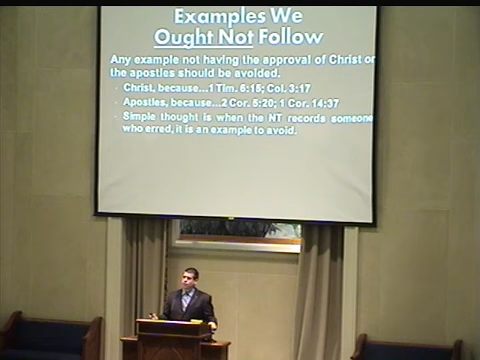 Examples We
Ought Not Follow
Any example not having the approval of Christ or
the apostles should be avoided.
· Christ, because...1 Tim. 6:15; Col. 3:17
· Apostles, because...2 Cor. 5:20; 1 Cor. 14:37
· Simple thought is when the NT records someone
who erred, it is an example to avoid.